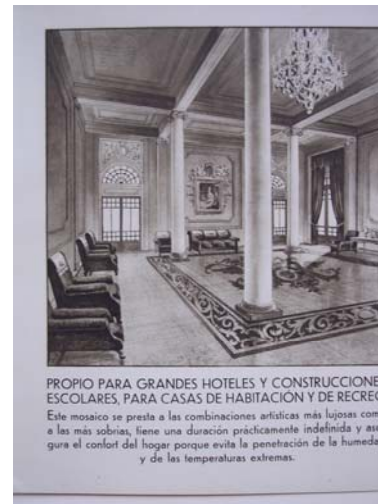 PROPIO PARA GRANDES HOTELES Y CONSTRUCCIONE
ESCOLARES, PARA CASAS DE HABITACIÓN Y DE RECREO
Este mosaico se presta a las combinaciones artísticas más lujosas com
a las más sobrias, tiene una duración prácticamente indefinida y ase
gura el confort del hogar porque evita la penetración de la humeda
y de las temperaturas extremas.